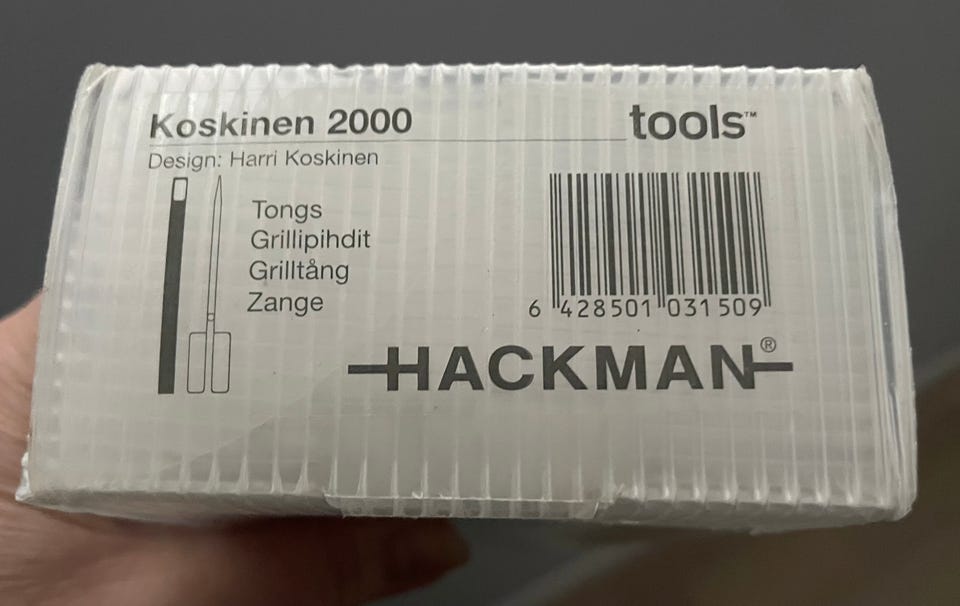 Koskinen 2000
tools™
Design: Harri Koskinen
Tongs
Grillipihdit
Grilltång
Zange
6 428501 031509
HACKMAN®